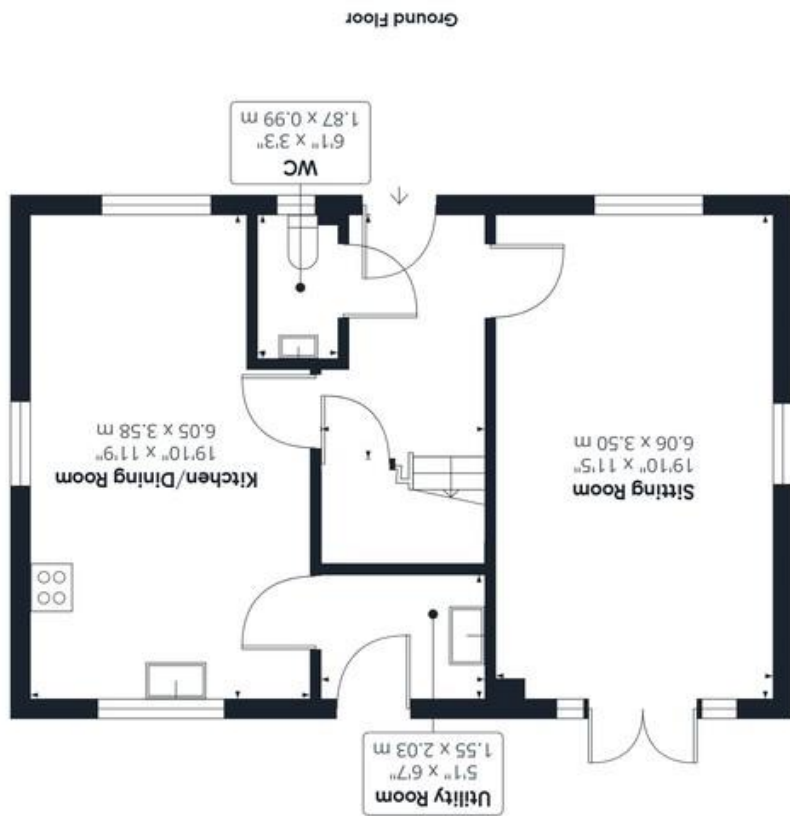 Utility Room
5'1" x 6'7"
1.55 x 2.03 m
Sitting Room
19'10" x 11'5"
6.06 x 3.50 m
Kitchen/Dining Room
19'10" x 11'9"
6.05 x 3.58 m
WC
6'1" x 3'3"
1.87 x 0.99 m
Ground Floor